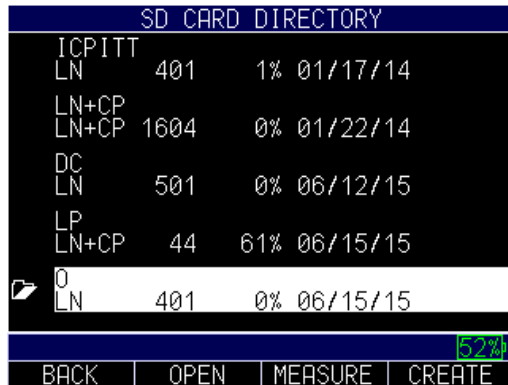 SD CARD DIRECTORY
ICPITT
LN 401 1% 01/17/14
LN+CP
LN+CP 1604 0% 01/22/14
DC
LN 501 0% 06/12/15
LP
LN+CP 44 61% 06/15/15
O
LN 401 0% 06/15/15
52%
BACK OPEN MEASURE CREATE